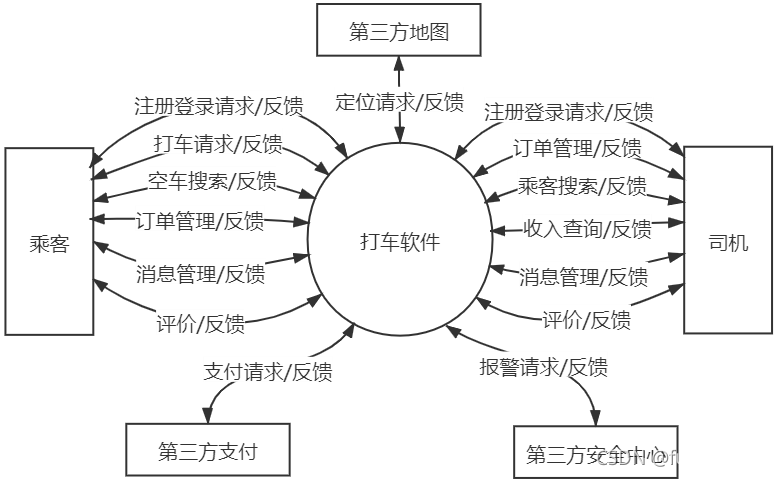 第三方地图
定位请求/反馈
注册登录请求/反馈
打车请求/反馈
空车搜索/反馈
订单管理/反馈
消息管理/反馈
评价/反馈
乘客
打车软件
注册登录请求/反馈
订单管理/反馈
乘客搜索/反馈
收入查询/反馈
消息管理/反馈
评价/反馈
司机
支付请求/反馈
报警请求/反馈
第三方支付
第三方安全中心
CSDN